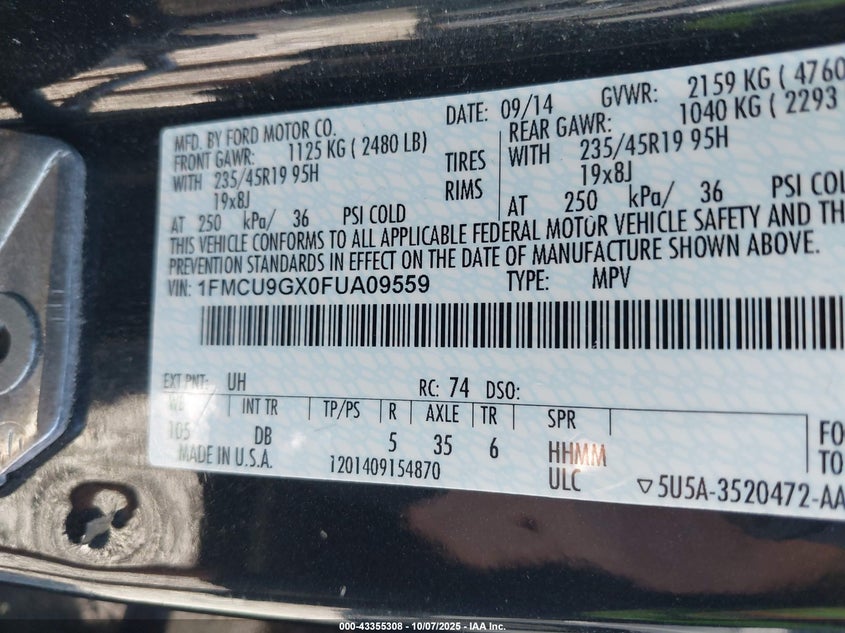 MFD. BY FORD MOTOR CO.
DATE: 09/14
GVWR: 2159 KG ( 4760
FRONT GAWR: 1125 KG ( 2480 LB)
REAR GAWR: 1040 KG ( 2293
WITH 235/45R19 95H
TIRES
WITH 235/45R19 95H
19x8J
RIMS
19x8J
AT 250 kPa/ 36 PSI COLD
AT 250 kPa/ 36 PSI COL
THIS VEHICLE CONFORMS TO ALL APPLICABLE FEDERAL MOTOR VEHICLE SAFETY AND THE
PREVENTION STANDARDS IN EFFECT ON THE DATE OF MANUFACTURE SHOWN ABOVE.
VIN: 1FMCU9GX0FUA09559
TYPE: MPV
EXT PNT: UH
RC: 74 DSO:
WB INT TR TP/PS R AXLE TR SPR
105 DB 5 35 6 HHMM
MADE IN U.S.A.
1201409154870
ULC
5U5A-3520472-AA
FO
TO
000-43355308 - 10/07/2025 - IAA Inc.